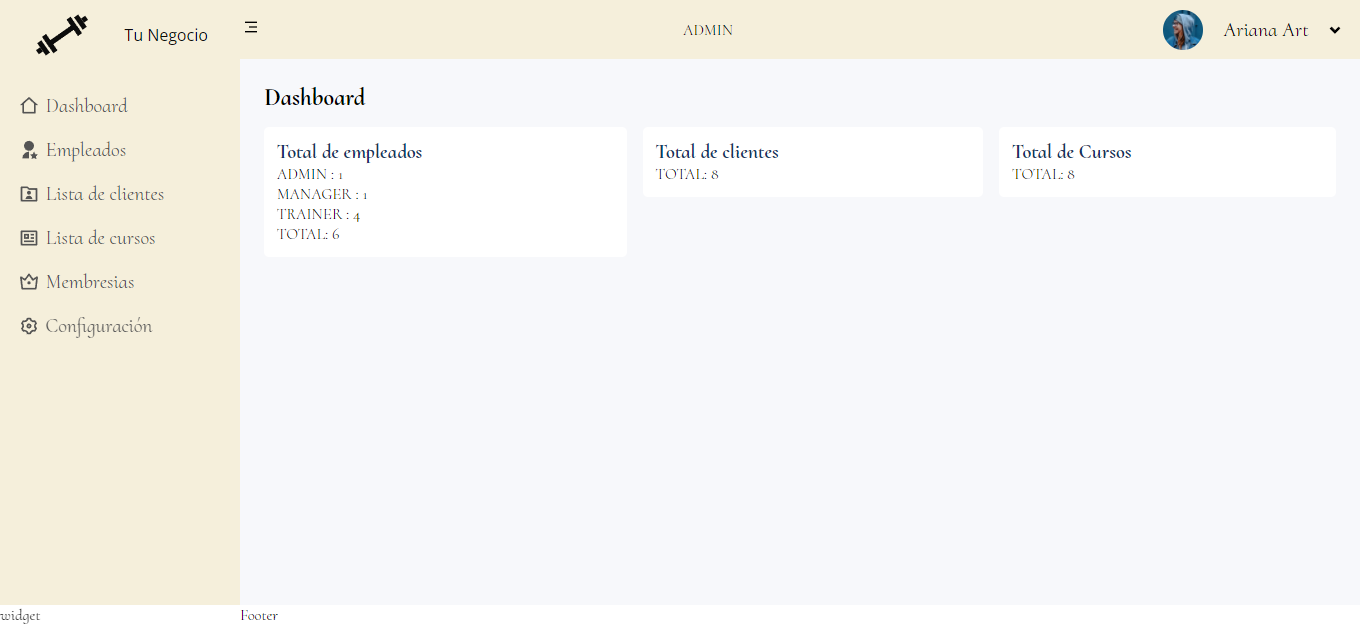 Tu Negocio
ADMIN
Ariana Art
Dashboard
Empleados
Lista de clientes
Lista de cursos
Membresias
Configuración
Dashboard
Total de empleados
ADMIN : 1
MANAGER : 1
TRAINER : 4
TOTAL: 6
Total de clientes
TOTAL: 8
Total de Cursos
TOTAL: 8
widget
Footer